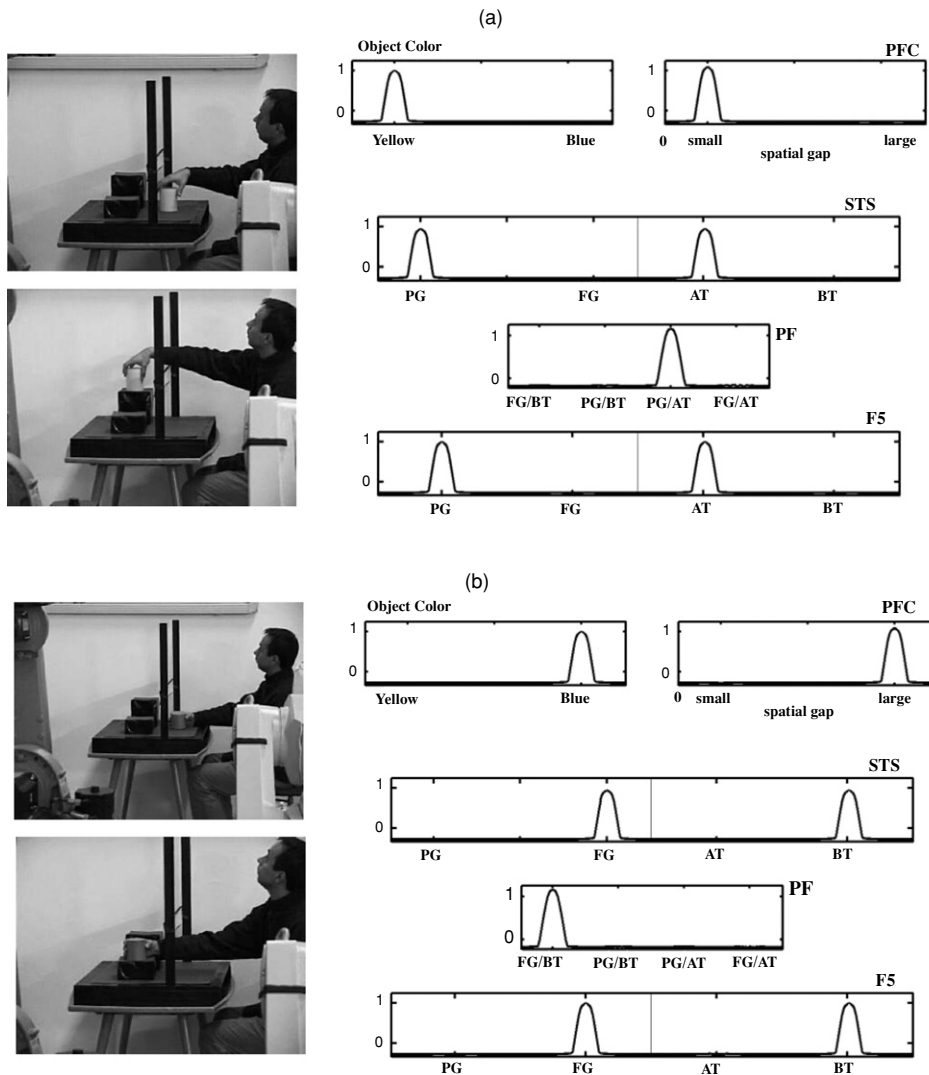 (a)
Object Color PFC
1 1
0 0
Yellow Blue 0 small large
spatial gap
STS
1
0
PG FG AT BT
PF
1
0
FG/BT PG/BT PG/AT FG/AT
F5
1
0
PG FG AT BT
(b)
Object Color PFC
1 1
0 0
Yellow Blue 0 small large
spatial gap
STS
1
0
PG FG AT BT
PF
1
0
FG/BT PG/BT PG/AT FG/AT
F5
1
0
PG FG AT BT